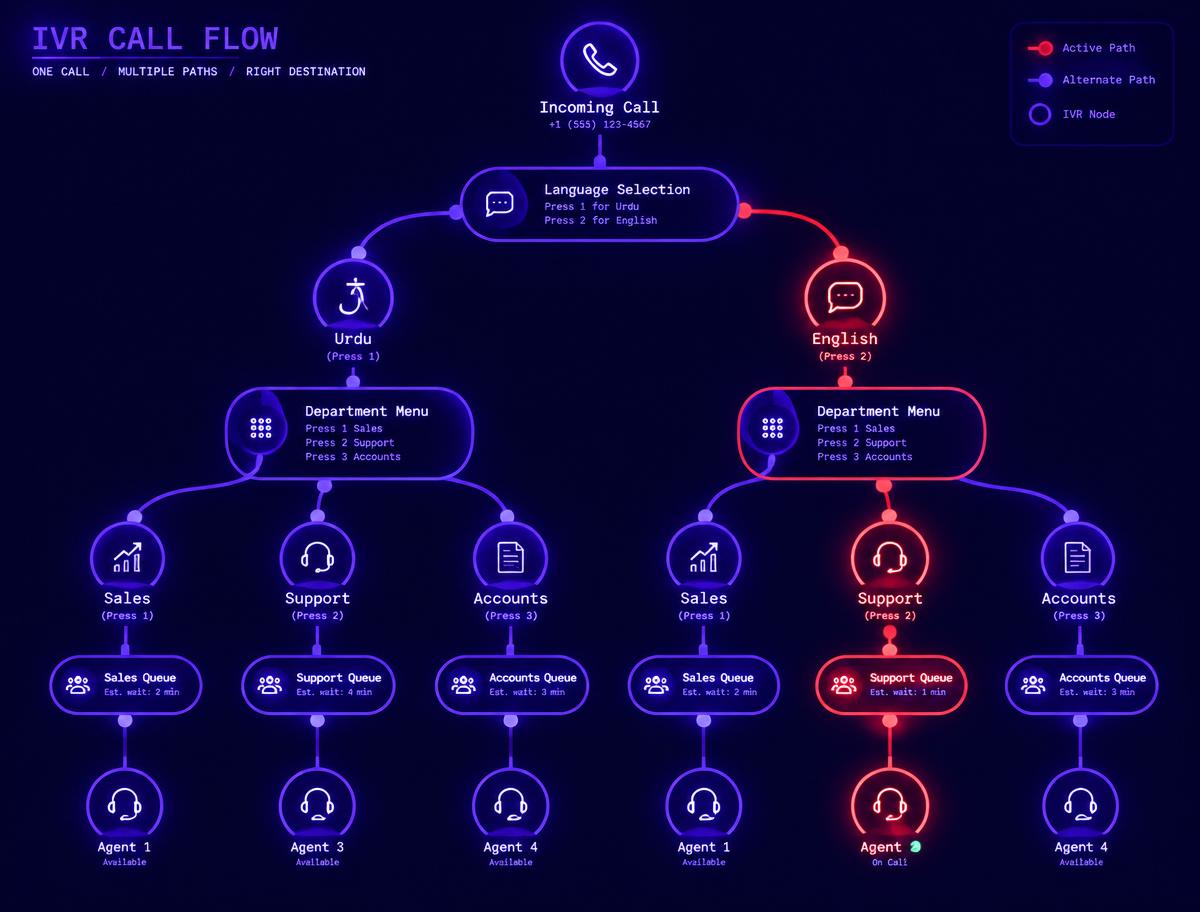 IVR CALL FLOW
ONE CALL / MULTIPLE PATHS / RIGHT DESTINATION
Active Path
Alternate Path
IVR Node
Incoming Call
+1 (555) 123-4567
Language Selection
Press 1 for Urdu
Press 2 for English
Urdu
(Press 1)
English
(Press 2)
Department Menu
Press 1 Sales
Press 2 Support
Press 3 Accounts
Department Menu
Press 1 Sales
Press 2 Support
Press 3 Accounts
Sales
(Press 1)
Support
(Press 2)
Accounts
(Press 3)
Sales
(Press 1)
Support
(Press 2)
Accounts
(Press 3)
Sales Queue
Est. wait: 2 min
Support Queue
Est. wait: 4 min
Accounts Queue
Est. wait: 3 min
Sales Queue
Est. wait: 2 min
Support Queue
Est. wait: 1 min
Accounts Queue
Est. wait: 3 min
Agent 1
Available
Agent 3
Available
Agent 4
Available
Agent 1
Available
Agent
On Call
Agent 4
Available